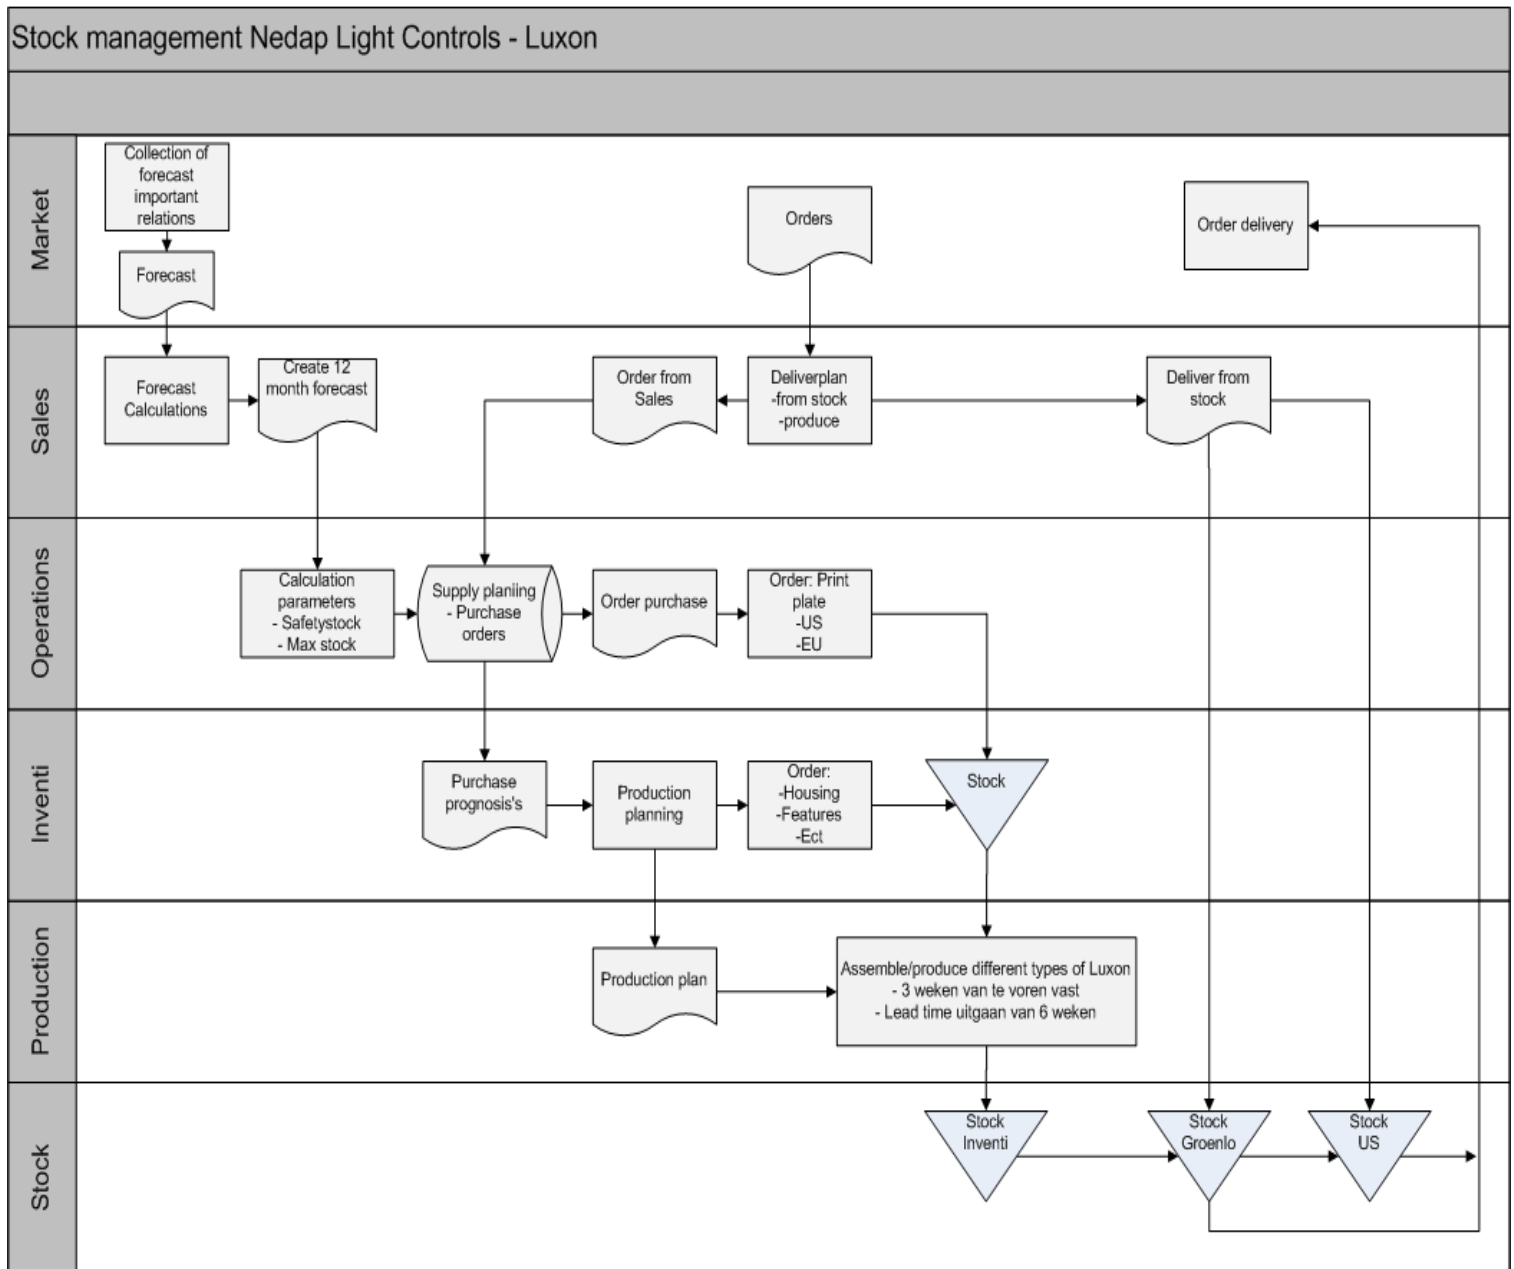 Stock management Nedap Light Controls - Luxon
Market
Collection of
forecast
important
relations
Forecast
Orders
Order delivery
Sales
Forecast
Calculations
Create 12
month forecast
Order from
Sales
Deliverplan
-from stock
-produce
Deliver from
stock
Operations
Calculation
parameters
- Safetystock
- Max stock
Supply planiing
- Purchase
orders
Order purchase
Order: Print
plate
-US
-EU
Inventi
Purchase
prognosis's
Production
planning
Order:
-Housing
-Features
-Ect
Stock
Production
Production plan
Assemble/produce different types of Luxon
- 3 weken van te voren vast
- Lead time uitgaan van 6 weken
Stock
Stock
Inventi
Stock
Groenlo
Stock
US